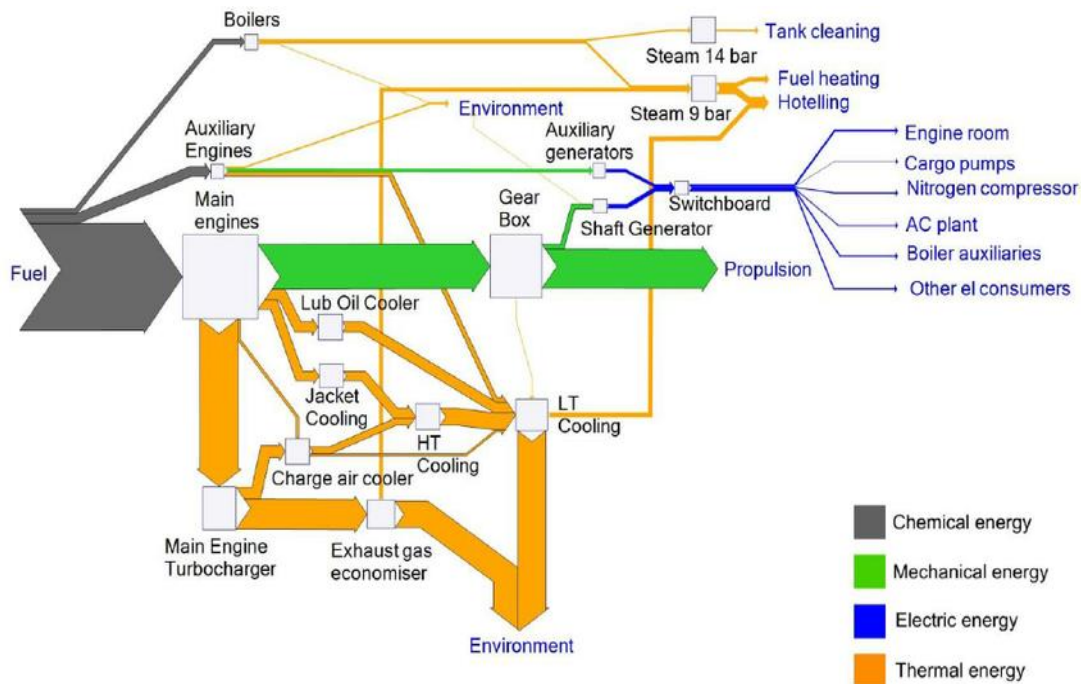 Boilers
Tank cleaning
Steam 14 bar
Fuel heating
Hotelling
Steam 9 bar
Environment
Auxiliary
Engines
Auxiliary
generators
Engine room
Cargo pumps
Nitrogen compressor
AC plant
Boiler auxiliaries
Other el consumers
Main
engines
Gear
Box
Switchboard
Shaft Generator
Fuel
Propulsion
Lub Oil Cooler
Jacket
Cooling
HT
Cooling
LT
Cooling
Charge air cooler
Main Engine
Turbocharger
Exhaust gas
economiser
Environment
Chemical energy
Mechanical energy
Electric energy
Thermal energy